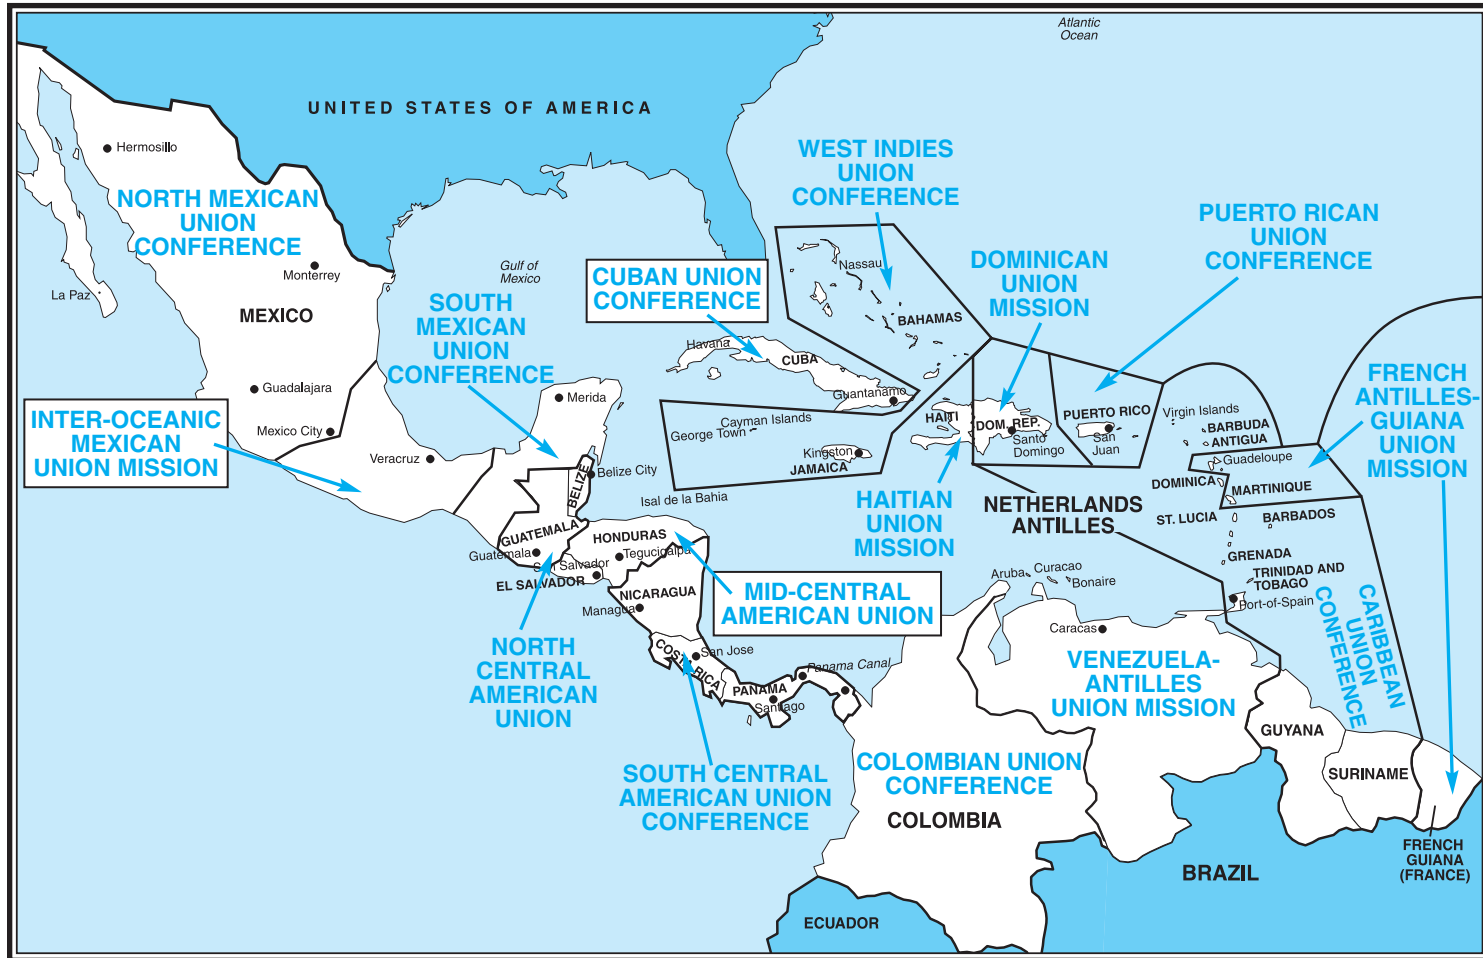 Atlantic
Ocean
UNITED STATES OF AMERICA
Hermosillo
NORTH MEXICAN
UNION
CONFERENCE
Monterrey
La Paz
MEXICO
Guadalajara
Mexico City
INTER-OCEANIC
MEXICAN
UNION MISSION
Veracruz
Gulf of
Mexico
SOUTH
MEXICAN
UNION
CONFERENCE
Merida
CUBAN UNION
CONFERENCE
Havana
CUBA
Guantanamo
WEST INDIES
UNION
CONFERENCE
Nassau
BAHAMAS
DOMINICAN
UNION
MISSION
PUERTO RICAN
UNION
CONFERENCE
FRENCH
ANTILLES-
GUIANA
UNION
MISSION
Cayman Islands
George Town
Kingston
JAMAICA
HAITI
DOM. REP.
Santo
Domingo
PUERTO RICO
San
Juan
Virgin Islands
BARBUDA
ANTIGUA
Guadeloupe
DOMINICA
MARTINIQUE
ST. LUCIA
BARBADOS
GRENADA
TRINIDAD AND
TOBAGO
Port-of-Spain
HAITIAN
UNION
MISSION
NETHERLANDS
ANTILLES
Aruba
Curacao
Bonaire
BELIZE
Belize City
Isal de la Bahia
GUATEMALA
Guatemala
HONDURAS
Tegucigalpa
San Salvador
EL SALVADOR
NICARAGUA
Managua
MID-CENTRAL
AMERICAN UNION
NORTH
CENTRAL
AMERICAN
UNION
COSTA RICA
San Jose
PANAMA
Panama Canal
Santiago
SOUTH CENTRAL
AMERICAN UNION
CONFERENCE
Caracas
VENEZUELA-
ANTILLES
UNION MISSION
CARIBBEAN
UNION
CONFERENCE
COLOMBIAN UNION
CONFERENCE
COLOMBIA
GUYANA
SURINAME
FRENCH
GUIANA
(FRANCE)
BRAZIL
ECUADOR